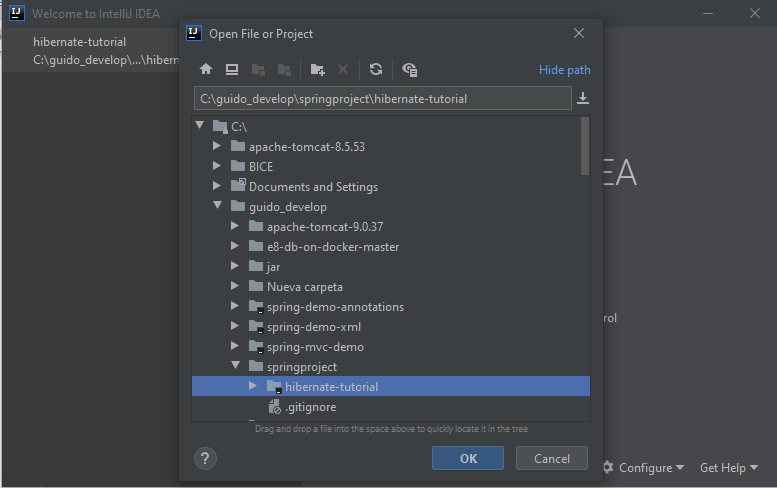 Welcome to IntelliJ IDEA
hibernate-tutorial
C:\guido_develop\...\hibern
Open File or Project
Hide path
C:\guido_develop\springproject\hibernate-tutorial
C:\
apache-tomcat-8.5.53
BICE
Documents and Settings
guido_develop
apache-tomcat-9.0.37
e8-db-on-docker-master
jar
Nueva carpeta
spring-demo-annotations
spring-demo-xml
spring-mvc-demo
springproject
hibernate-tutorial
.gitignore
Drag and drop a file into the space above to quickly locate it in the tree
?
OK
Cancel
EA
rol
Configure
Get Help